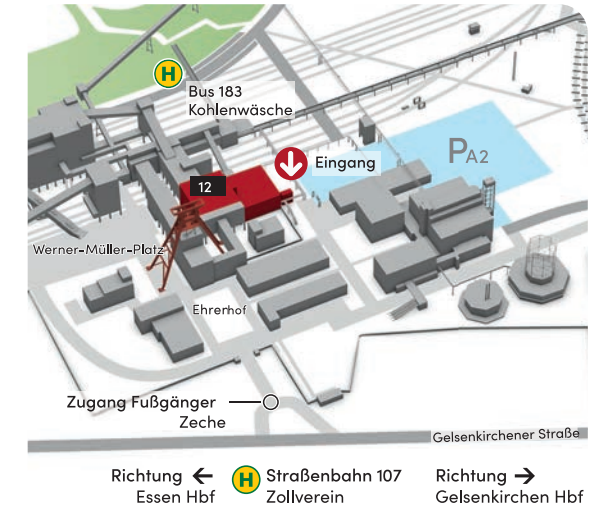 H
Bus 183
Kohlenwäsche
Eingang
PA2
12
Werner-Müller-Platz
Ehrenhof
Zugang Fußgänger
Zeche
Gelsenkirchener Straße
Richtung ←
Essen Hbf
H
Straßenbahn 107
Zollverein
Richtung →
Gelsenkirchen Hbf